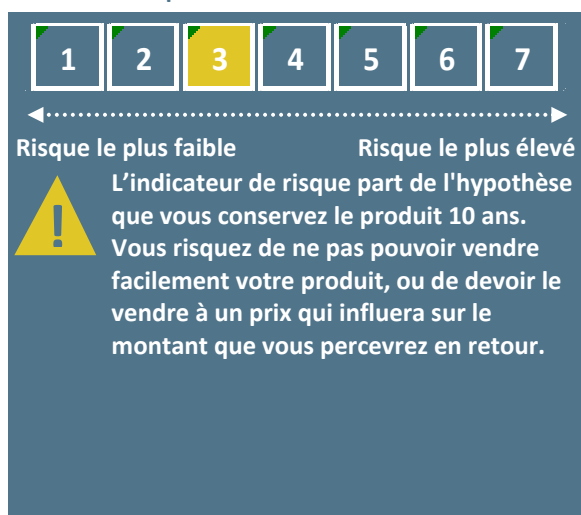 1 2 3 4 5 6 7
Risque le plus faible Risque le plus élevé
L’indicateur de risque part de l'hypothèse
que vous conservez le produit 10 ans.
Vous risquez de ne pas pouvoir vendre
facilement votre produit, ou de devoir le
vendre à un prix qui influera sur le
montant que vous percevrez en retour.